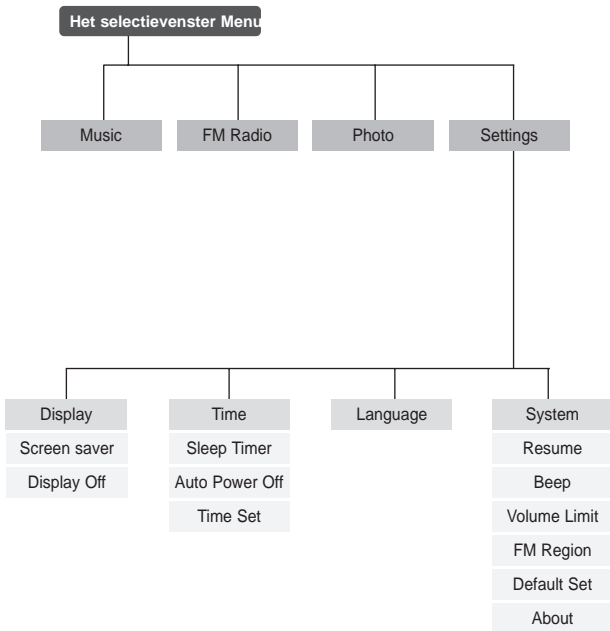 Het selectievenster Menu
Music
FM Radio
Photo
Settings
Display
Screen saver
Display Off
Time
Sleep Timer
Auto Power Off
Time Set
Language
System
Resume
Beep
Volume Limit
FM Region
Default Set
About